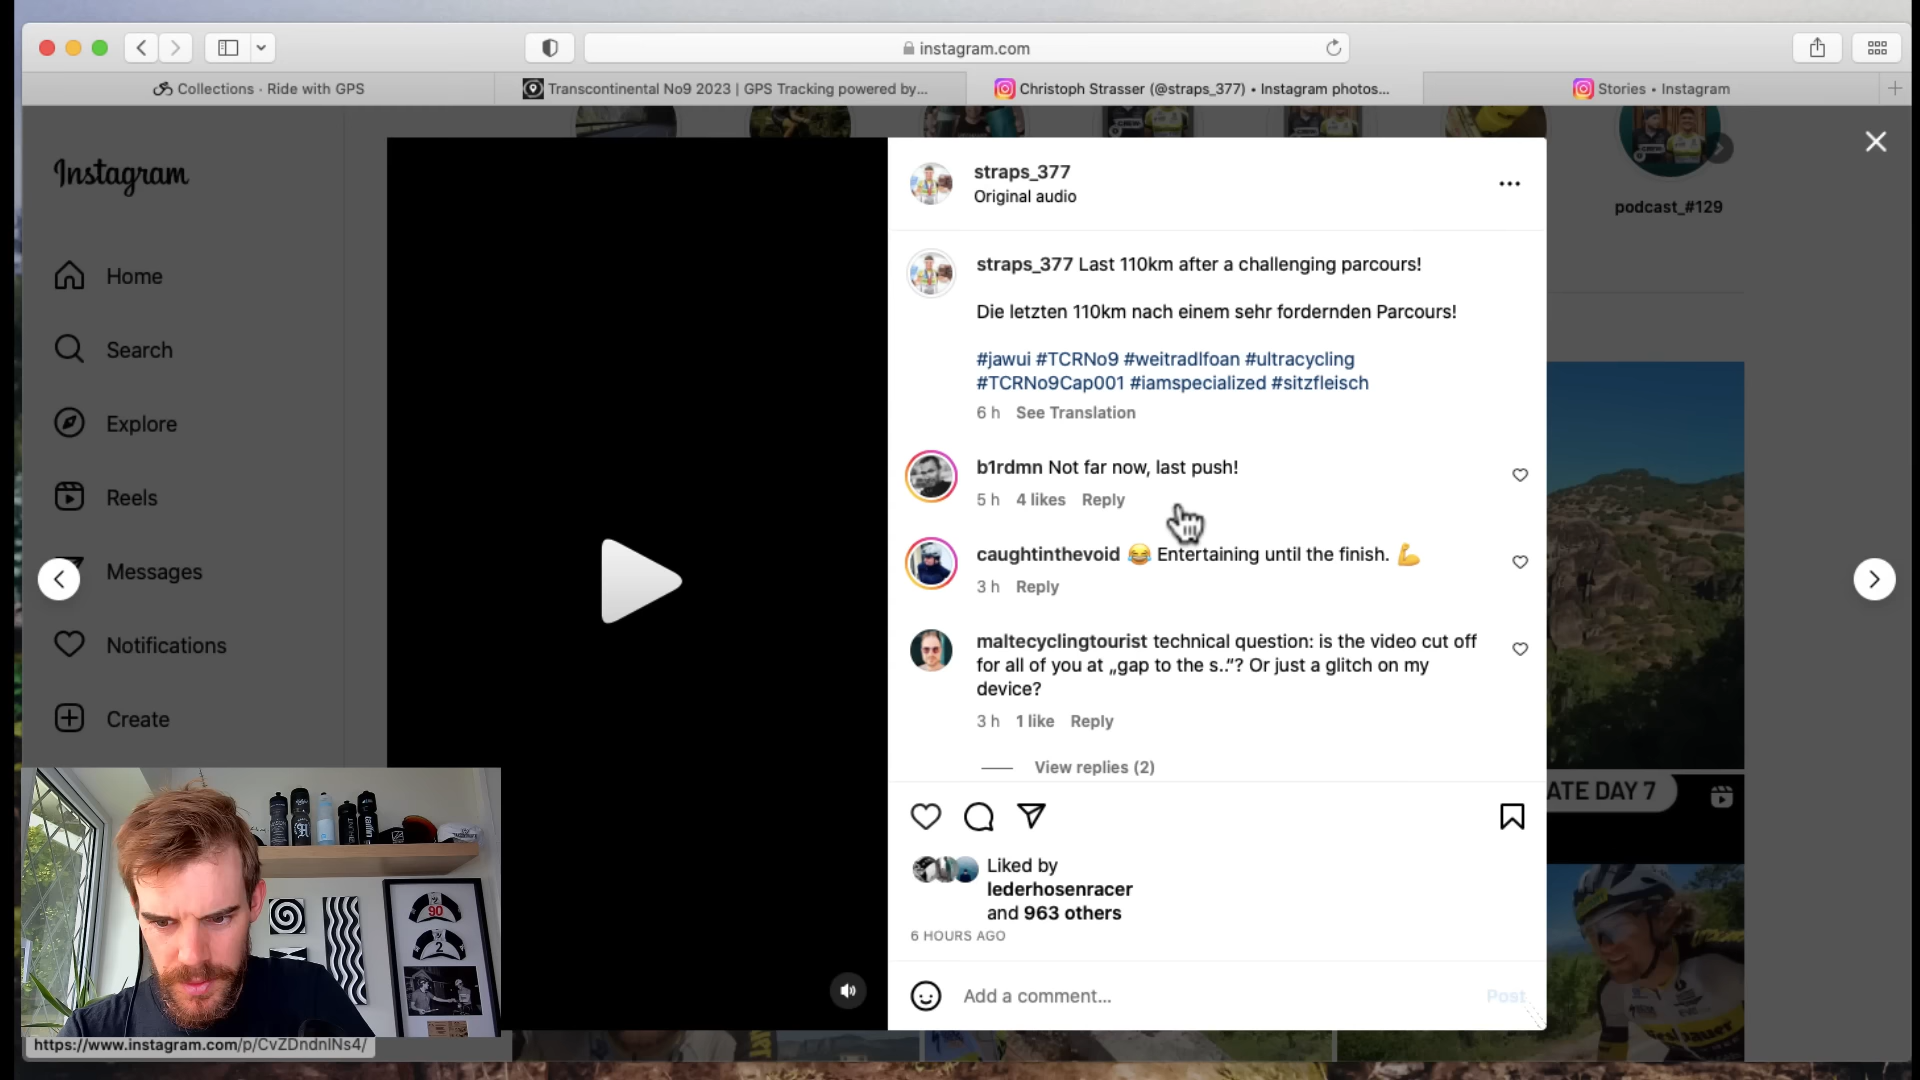 instagram.com
Collections · Ride with GPS
Transcontinental No9 2023 | GPS Tracking powered by...
Christoph Strasser (@straps_377) • Instagram photos...
Stories • Instagram
Instagram
podcast_#129
Home
Search
Explore
Reels
Messages
Notifications
Create
straps_377
Original audio
straps_377 Last 110km after a challenging parcours!
Die letzten 110km nach einem sehr fordernden Parcours!
#jawui #TCRNo9 #weitradlfoan #ultracycling
#TCRNo9Cap001 #iamspecialized #sitzfleisch
6 h See Translation
b1rdmn Not far now, last push!
5 h 4 likes Reply
caughtinthevoid 😂 Entertaining until the finish. 💪
3 h Reply
maltecyclingtourist technical question: is the video cut off
for all of you at „gap to the s..“? Or just a glitch on my
device?
3 h 1 like Reply
View replies (2)
ATE DAY 7
Liked by
lederhosenracer
and 963 others
6 HOURS AGO
Add a comment...
Post
90
2
https://www.instagram.com/p/CvZDndnlNs4/